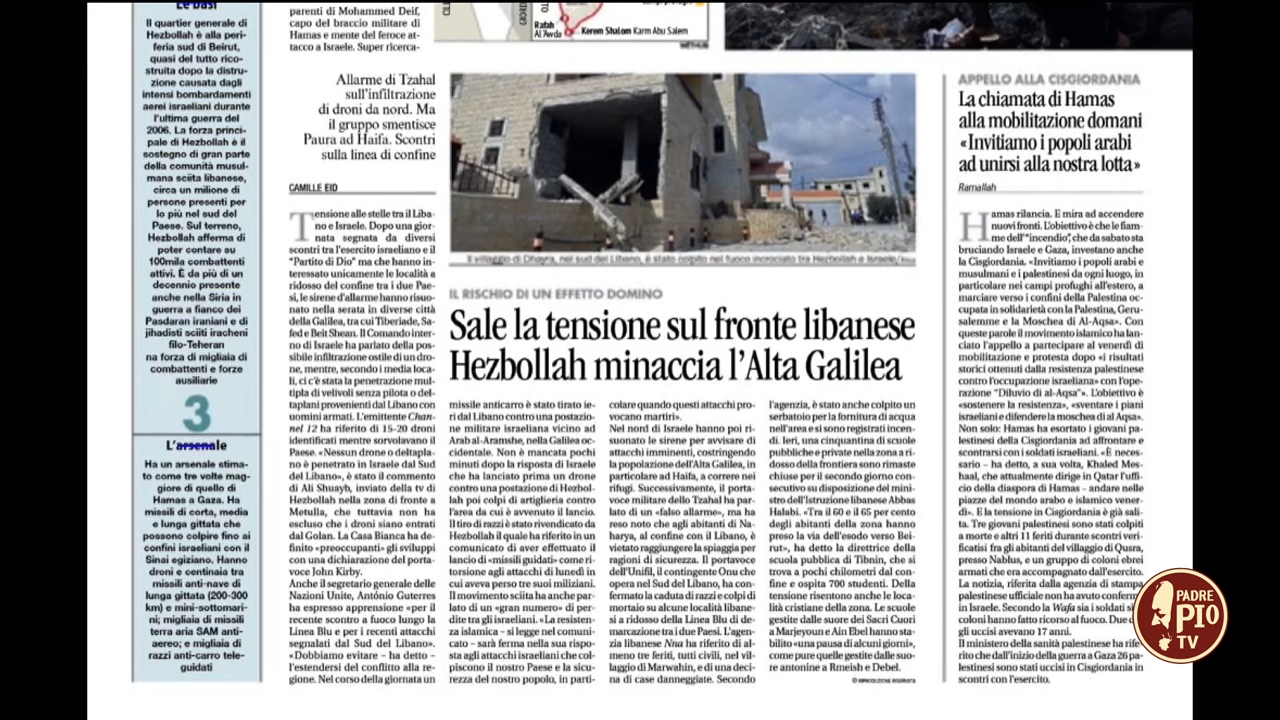 Le basi
Il quartier generale di
Hezbollah è alla peri-
feria sud di Beirut,
quasi del tutto rico-
struita dopo la distru-
zione causata dagli
intensi bombardamenti
aerei israeliani durante
l'ultima guerra del
2006. La forza princi-
pale di Hezbollah è il
sostegno di gran parte
della comunità musul-
mana sciita libanese,
circa un milione di
persone presenti per
lo più nel sud del
Paese. Sul terreno,
Hezbollah afferma di
poter contare su
100mila combattenti
attivi. È da più di un
decennio presente
anche nella Siria in
guerra a fianco dei
Pasdaran iraniani e di
jihadisti sciiti iracheni
filo-Teheran
na forza di migliaia di
combattenti e forze
ausiliarie
3
L'arsenale
Ha un arsenale stima-
to come tre volte mag-
giore di quello di
Hamas a Gaza. Ha
missili di corta, media
e lunga gittata che
possono colpire fino ai
confini israeliani con il
Sinai egiziano. Hanno
droni e centinaia tra
missili anti-nave di
lunga gittata (200-300
km) e mini-sottomari-
ni; migliaia di missili
terra aria SAM anti-
aereo; e migliaia di
razzi anti-carro tele-
guidati
parenti di Mohammed Deif,
capo del braccio militare di
Hamas e mente del feroce at-
tacco a Israele. Super ricerca-
Rafah
Al 'Awda
Kerem Shalom Karm Abu Salem
Allarme di Tzahal
sull'infiltrazione
di droni da nord. Ma
il gruppo smentisce
Paura ad Haifa. Scontri
sulla linea di confine
CAMILLE EID
Tensione alle stelle tra il Liba-
no e Israele. Dopo una gior-
nata segnata da diversi
scontri tra l'esercito israeliano e il
"Partito di Dio" ma che hanno in-
teressato unicamente le località a
ridosso del confine tra i due Pae-
si, le sirene d'allarme hanno risuo-
nato nella serata in diverse città
della Galilea, tra cui Tiberiade, Sa-
fed e Beit Shean. Il Comando inter-
no di Israele ha parlato della pos-
sibile infiltrazione ostile di un dro-
ne, mentre, secondo i media loca-
li, ci c'è stata la penetrazione mul-
tipla di velivoli senza pilota o del-
taplani provenienti dal Libano con
uomini armati. L'emittente Chan-
nel 12 ha riferito di 15-20 droni
identificati mentre sorvolavano il
Paese. «Nessun drone o deltapla-
no è penetrato in Israele dal Sud
del Libano», è stato il commento
di Ali Shuayb, inviato della tv di
Hezbollah nella zona di fronte a
Metulla, che tuttavia non ha
escluso che i droni siano entrati
dal Golan. La Casa Bianca ha de-
finito «preoccupanti» gli sviluppi
con una dichiarazione del porta-
voce John Kirby.
Anche il segretario generale delle
Nazioni Unite, António Guterres
ha espresso apprensione «per il
recente scontro a fuoco lungo la
Linea Blu e per i recenti attacchi
segnalati dal Sud del Libano».
«Dobbiamo evitare – ha detto –
l'estendersi del conflitto alla re-
gione. Nel corso della giornata un
Il villaggio di Dhayra, nel sud del Libano, è stato colpito nel fuoco incrociato tra Hezbollah e Israele
IL RISCHIO DI UN EFFETTO DOMINO
Sale la tensione sul fronte libanese
Hezbollah minaccia l'Alta Galilea
missile anticarro è stato tirato ie-
ri dal Libano contro una postazio-
ne militare israeliana vicino ad
Arab al-Aramshe, nella Galilea oc-
cidentale. Non è mancata pochi
minuti dopo la risposta di Israele
che ha lanciato prima un drone
contro una postazione di Hezbol-
lah poi colpi di artiglieria contro
l'area da cui è avvenuto il lancio.
Il tiro di razzi è stato rivendicato da
Hezbollah il quale ha riferito in un
comunicato di aver effettuato il
lancio di «missili guidati» come ri-
torsione agli attacchi di lunedì in
cui aveva perso tre suoi miliziani.
Il movimento sciita ha anche par-
lato di un «gran numero» di per-
dite tra gli israeliani. «La resisten-
za islamica – si legge nel comuni-
cato – sarà ferma nella sua rispo-
sta agli attacchi israeliani che col-
piscono il nostro Paese e la sicu-
rezza del nostro popolo, in parti-
colare quando questi attacchi pro-
vocano martiri».
Nel nord di Israele hanno poi ri-
suonato le sirene per avvisare di
attacchi imminenti, costringendo
la popolazione dell'Alta Galilea, in
particolare ad Haifa, a correre nei
rifugi. Successivamente, il porta-
voce militare dello Tzahal ha par-
lato di un «falso allarme», ma ha
reso noto che agli abitanti di Na-
harya, al confine con il Libano, è
vietato raggiungere la spiaggia per
ragioni di sicurezza. Il portavoce
dell'Unifil, il contingente Onu che
opera nel Sud del Libano, ha con-
fermato la caduta di razzi e colpi di
mortaio su alcune località libane-
si a ridosso della Linea Blu di de-
marcazione tra i due Paesi. L'agen-
zia libanese Nna ha riferito di al-
meno tre feriti, tutti civili, nel vil-
laggio di Marwahin, e di una deci-
na di case danneggiate. Secondo
l'agenzia, è stato anche colpito un
serbatoio per la fornitura di acqua
nell'area e si sono registrati incen-
di. Ieri, una cinquantina di scuole
pubbliche e private nella zona a ri-
dosso della frontiera sono rimaste
chiuse per il secondo giorno con-
secutivo su disposizione del mini-
stro dell'Istruzione libanese Abbas
Halabi. «Tra il 60 e il 65 per cento
degli abitanti della zona hanno
preso la via dell'esodo verso Bei-
rut», ha detto la direttrice della
scuola pubblica di Tibnin, che si
trova a pochi chilometri dal con-
fine e ospita 700 studenti. Della
tensione risentono anche le loca-
lità cristiane della zona. Le scuole
gestite dalle suore dei Sacri Cuori
a Marjeyoun e Ain Ebel hanno sta-
bilito «una pausa di alcuni giorni»,
come pure quelle gestite dalle suo-
re antonine a Rmeish e Debel.
© RIPRODUZIONE RISERVATA
APPELLO ALLA CISGIORDANIA
La chiamata di Hamas
alla mobilitazione domani
«Invitiamo i popoli arabi
ad unirsi alla nostra lotta»
Ramallah
Hamas rilancia. E mira ad accendere
nuovi fronti. L'obiettivo è che le fiam-
me dell'"incendio", che da sabato sta
bruciando Israele e Gaza, investano anche
la Cisgiordania. «Invitiamo i popoli arabi e
musulmani e i palestinesi da ogni luogo, in
particolare nei campi profughi all'estero, a
marciare verso i confini della Palestina oc-
cupata in solidarietà con la Palestina, Geru-
salemme e la Moschea di Al-Aqsa». Con
queste parole il movimento islamico ha lan-
ciato l'appello a partecipare al venerdì di
mobilitazione e protesta dopo «i risultati
storici ottenuti dalla resistenza palestinese
contro l'occupazione israeliana» con l'ope-
razione "Diluvio di al-Aqsa". L'obiettivo è
«sostenere la resistenza», «sventare i piani
israeliani e difendere la moschea di al Aqsa».
Non solo: Hamas ha esortato i giovani pa-
lestinesi della Cisgiordania ad affrontare e
scontrarsi con i soldati israeliani. «È neces-
sario – ha detto, a sua volta, Khaled Mes-
haal, che attualmente dirige in Qatar l'uffi-
cio della diaspora di Hamas – andare nelle
piazze del mondo arabo e islamico vener-
dì». E la tensione in Cisgiordania è già sali-
ta. Tre giovani palestinesi sono stati colpiti
a morte e altri 11 feriti durante scontri veri-
ficatisi fra gli abitanti del villaggio di Qusra,
presso Nablus, e un gruppo di coloni ebrei
armati che era accompagnato dall'esercito.
La notizia, riferita dalla agenzia di stampa
palestinese ufficiale non ha avuto conferm
in Israele. Secondo la Wafa sia i soldati si
coloni hanno fatto ricorso al fuoco. Due d
gli uccisi avevano 17 anni.
Il ministero della sanità palestinese ha rife-
rito che dall'inizio della guerra a Gaza 26 pa-
lestinesi sono stati uccisi in Cisgiordania in
scontri con l'esercito.
PADRE
PIO
TV